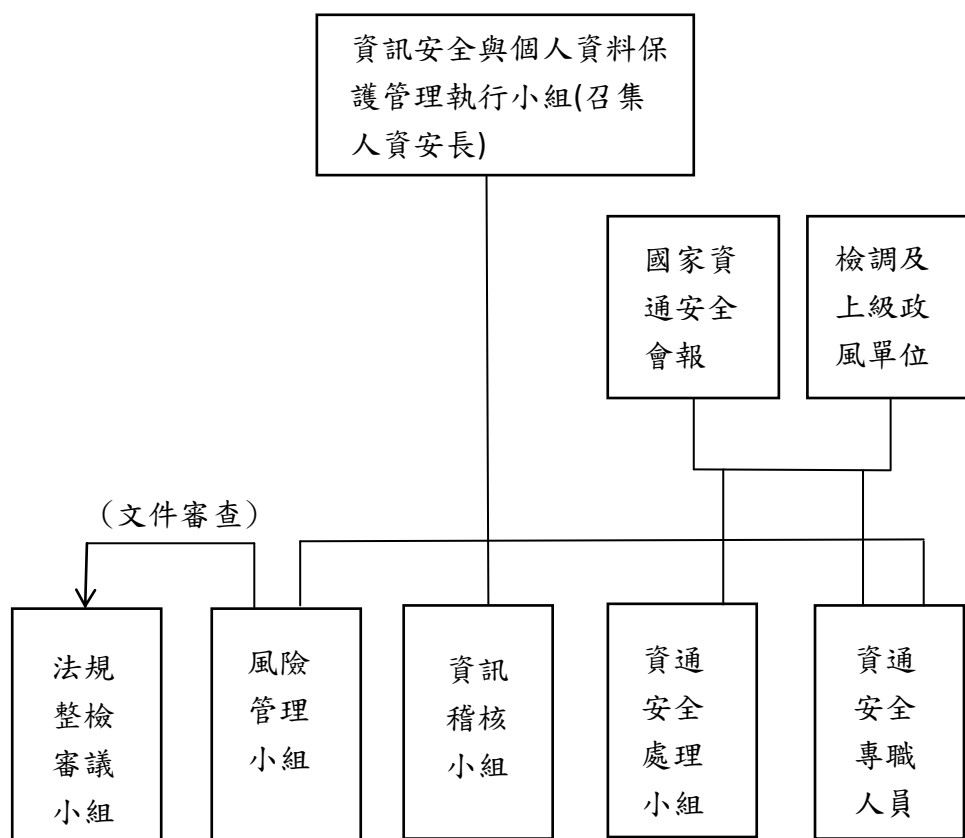 資訊安全與個人資料保
護管理執行小組(召集
人資安長)
國家資
通安全
會報
檢調及
上級政
風單位
（文件審查）
法規
整檢
審議
小組
風險
管理
小組
資訊
稽核
小組
資通
安全
處理
小組
資通
安全
專職
人員